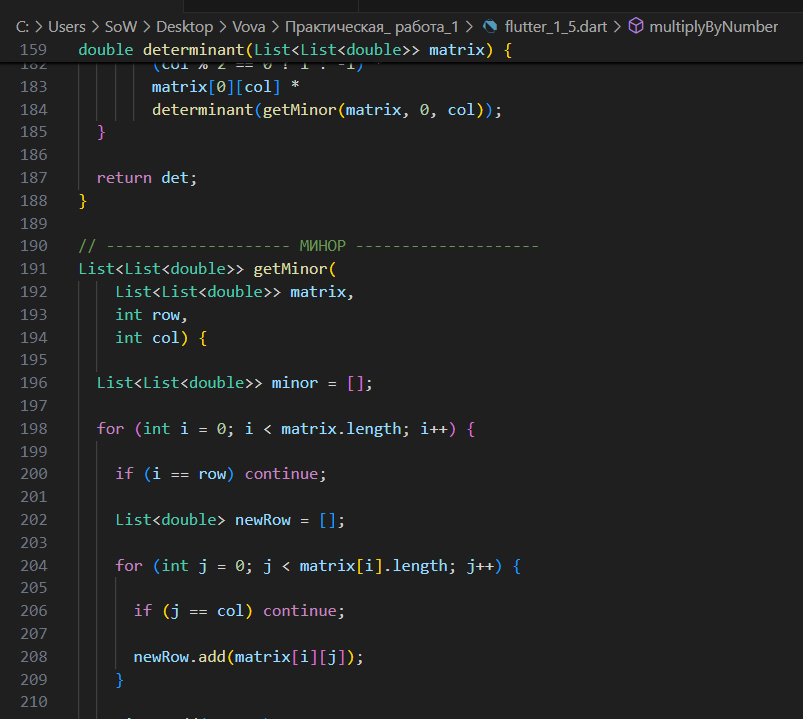 C: > Users > SoW > Desktop > Vova > Практическая_ работа_1 > flutter_1_5.dart > multiplyByNumber
159 double determinant(List<List<double>> matrix) {
182 (col % 2 == 0 ? 1 : -1) *
183 matrix[0][col] *
184 determinant(getMinor(matrix, 0, col));
185 }
186
187 return det;
188 }
189
190 // -------------------- МИНОР --------------------
191 List<List<double>> getMinor(
192 List<List<double>> matrix,
193 int row,
194 int col) {
195
196 List<List<double>> minor = [];
197
198 for (int i = 0; i < matrix.length; i++) {
199
200 if (i == row) continue;
201
202 List<double> newRow = [];
203
204 for (int j = 0; j < matrix[i].length; j++) {
205
206 if (j == col) continue;
207
208 newRow.add(matrix[i][j]);
209 }
210